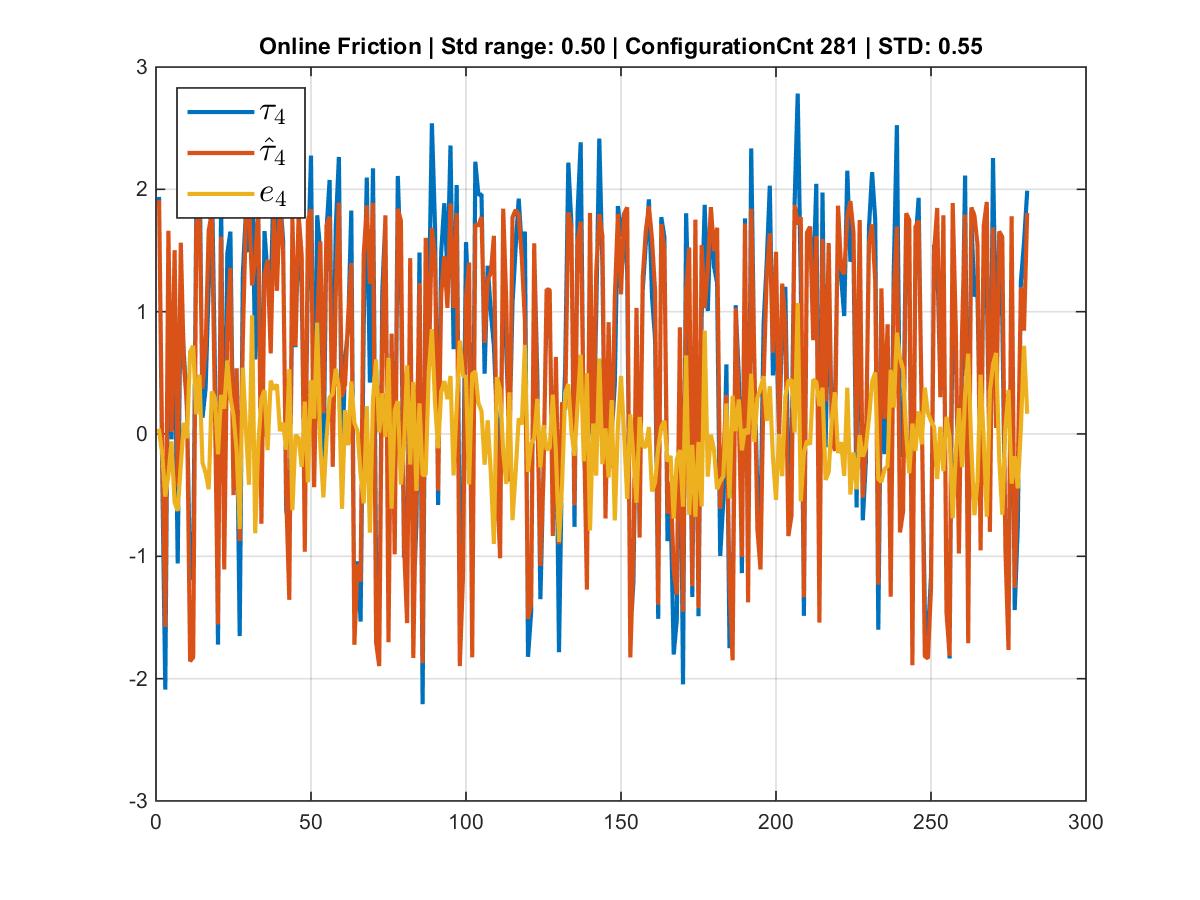 Online Friction | Std range: 0.50 | ConfigurationCnt 281 | STD: 0.55
3
2
1
0
-1
-2
-3
τ₄
τ̂₄
e₄
0 50 100 150 200 250 300